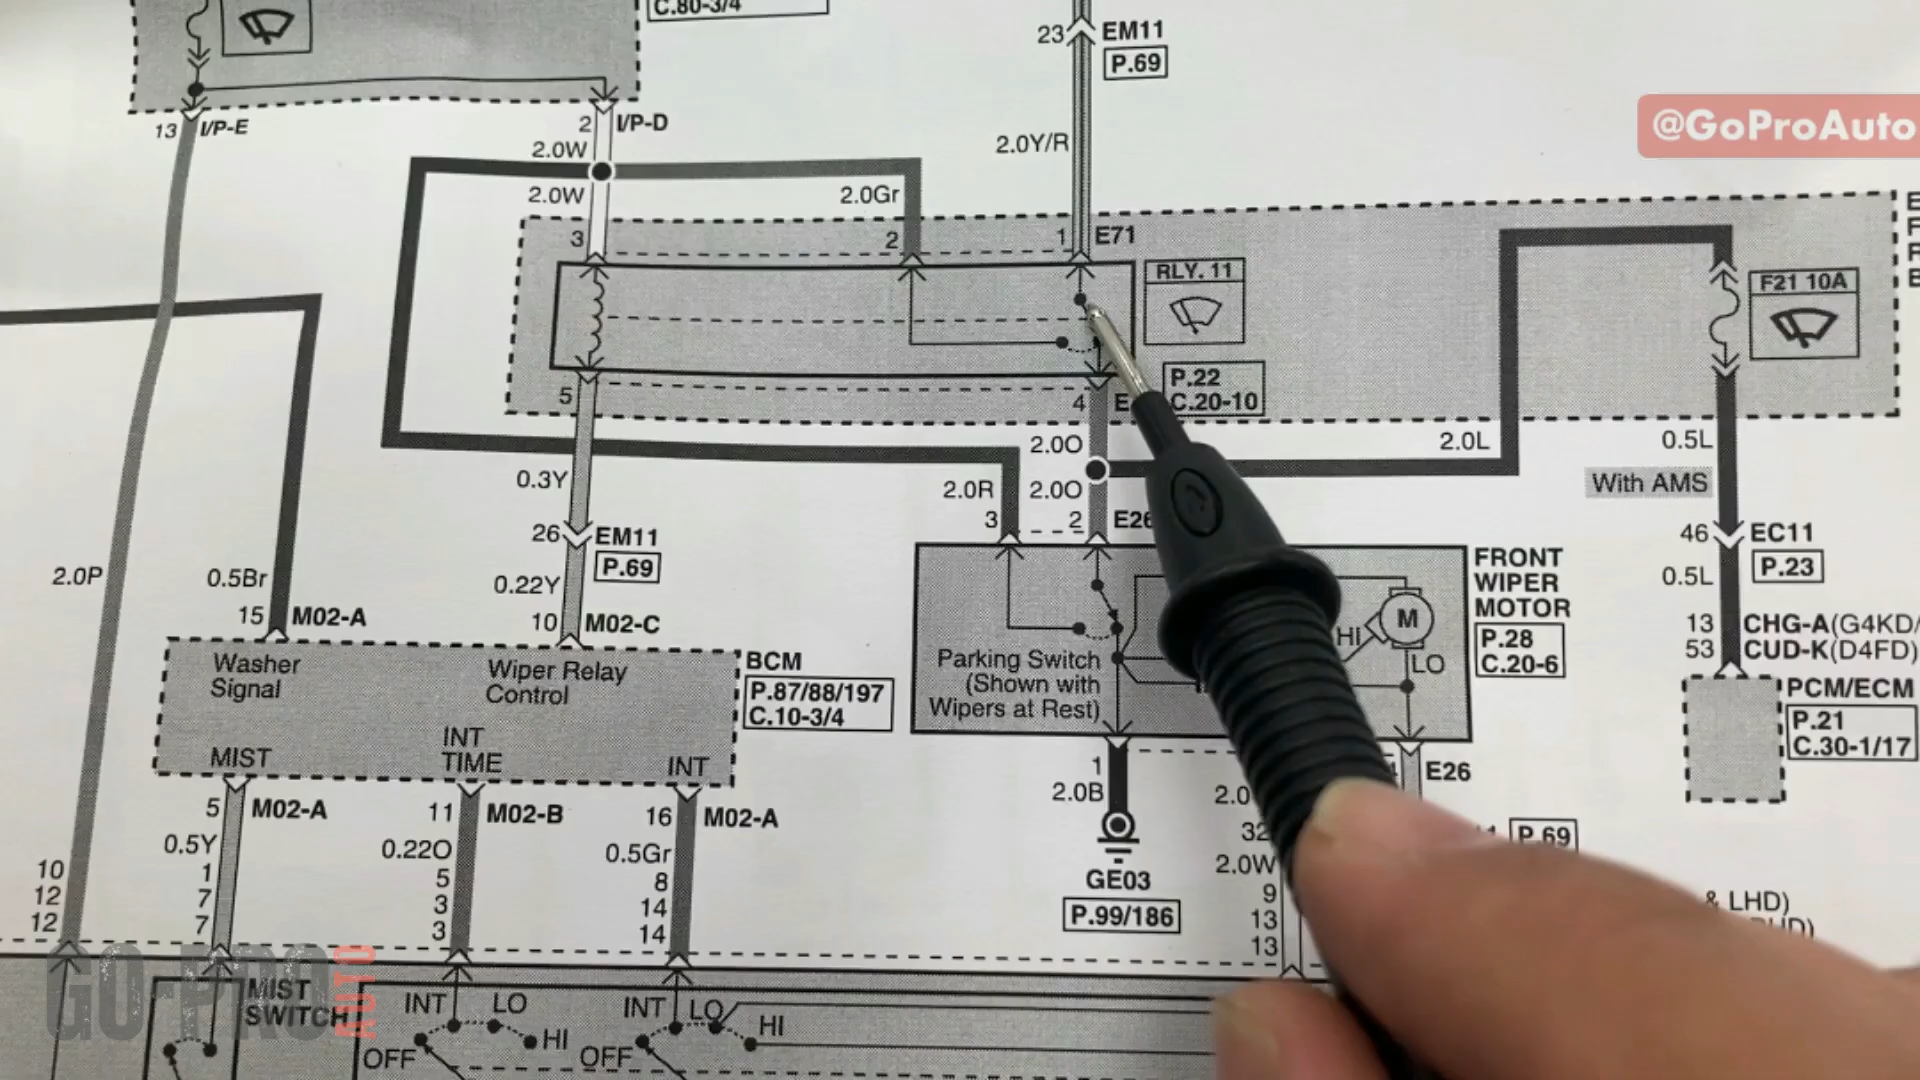 C.80-3/4
23
EM11
P.69
@GoProAuto
13
I/P-E
2
I/P-D
2.0W
2.0Y/R
2.0W
2.0Gr
3
2
1
E71
RLY. 11
F21 10A
P.22
C.20-10
5
4
2.0O
2.0L
0.5L
With AMS
0.3Y
2.0R
2.0O
3
2
26
EM11
P.69
46
EC11
P.23
FRONT
WIPER
MOTOR
P.28
C.20-6
2.0P
0.5Br
0.22Y
0.5L
15
M02-A
10
M02-C
M
HI
LO
13
CHG-A(G4KD/
53
CUD-K(D4FD)
Washer
Signal
Wiper Relay
Control
BCM
P.87/88/197
C.10-3/4
Parking Switch
(Shown with
Wipers at Rest)
PCM/ECM
P.21
C.30-1/17
MIST
INT
TIME
INT
1
2.0B
E26
5
M02-A
11
M02-B
16
M02-A
32
P.69
0.5Y
0.22O
0.5Gr
2.0W
10
12
12
1
7
7
5
3
3
8
14
14
GE03
P.99/186
9
13
13
& LHD)
GO-PRO
AUTO
MIST
SWITCH
INT
LO
HI
OFF
INT
LO
HI
OFF